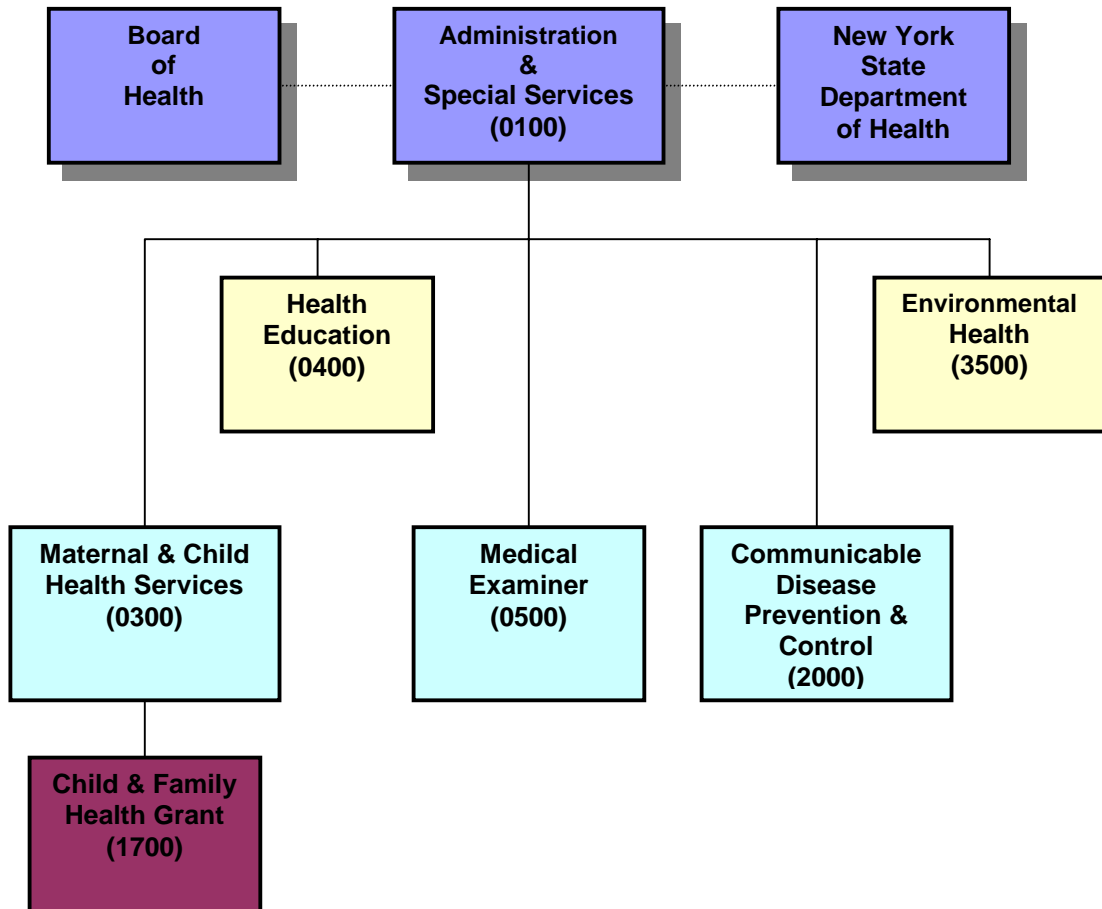 Board
of
Health
Administration
&
Special Services
(0100)
New York
State
Department
of Health
Health
Education
(0400)
Environmental
Health
(3500)
Maternal & Child
Health Services
(0300)
Medical
Examiner
(0500)
Communicable
Disease
Prevention &
Control
(2000)
Child & Family
Health Grant
(1700)